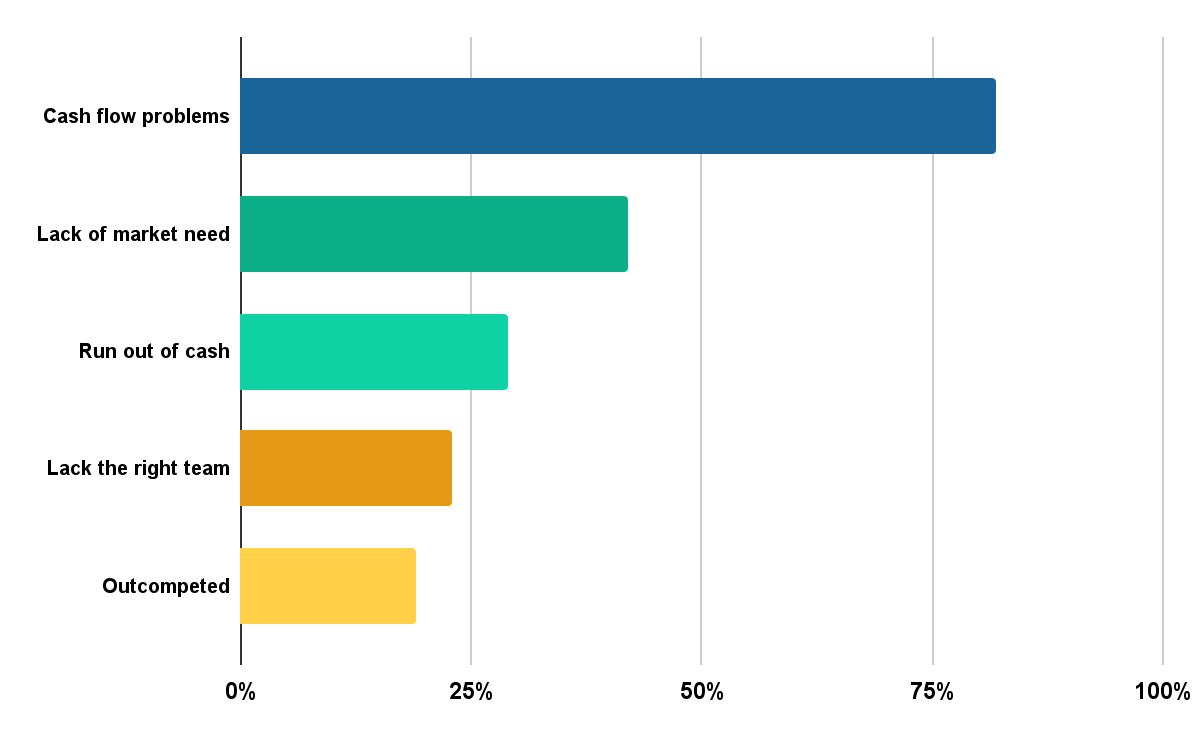 Cash flow problems
Lack of market need
Run out of cash
Lack the right team
Outcompeted
0% 25% 50% 75% 100%